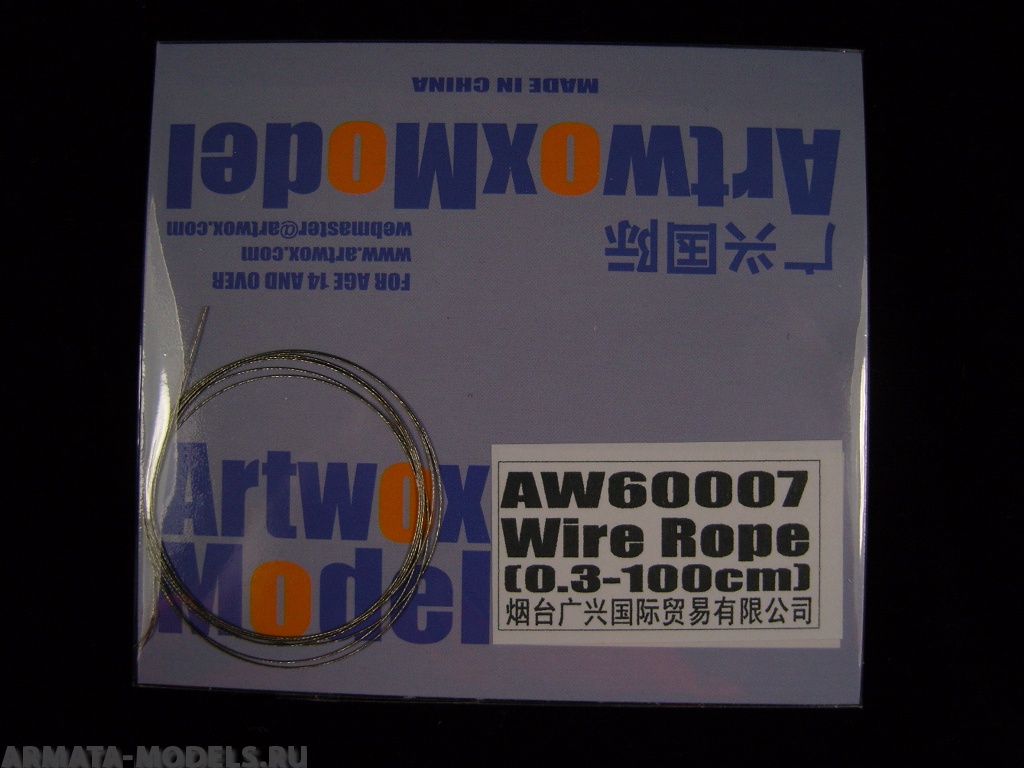 MADE IN CHINA
ArtwoxModel
广兴国际
webmaster@artwox.com
www.artwox.com
FOR AGE 14 AND OVER
Artwox
Model
AW60007
Wire Rope
(0.3-100cm)
烟台广兴国际贸易有限公司
ARMATA-MODELS.RU